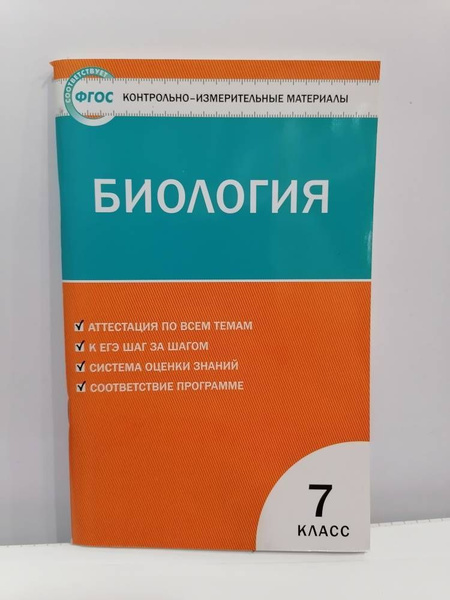 СООТВЕТСТВУЕТ
ФГОС
КОНТРОЛЬНО-ИЗМЕРИТЕЛЬНЫЕ МАТЕРИАЛЫ
БИОЛОГИЯ
АТТЕСТАЦИЯ ПО ВСЕМ ТЕМАМ
К ЕГЭ ШАГ ЗА ШАГОМ
СИСТЕМА ОЦЕНКИ ЗНАНИЙ
СООТВЕТСТВИЕ ПРОГРАММЕ
7
КЛАСС